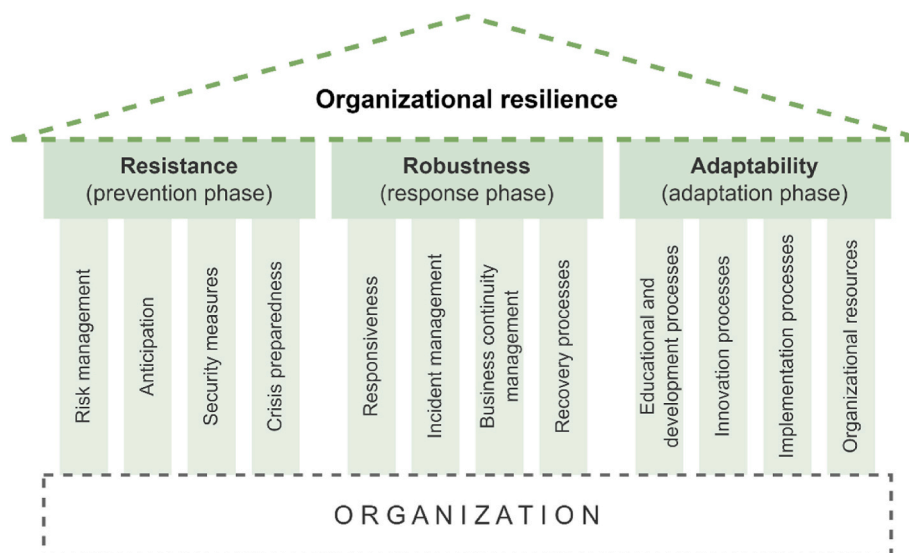 Organizational resilience
Resistance
(prevention phase)
Robustness
(response phase)
Adaptability
(adaptation phase)
Risk management
Anticipation
Security measures
Crisis preparedness
Responsiveness
Incident management
Business continuity
management
Recovery processes
Educational and
development processes
Innovation processes
Implementation processes
Organizational resources
ORGANIZATION